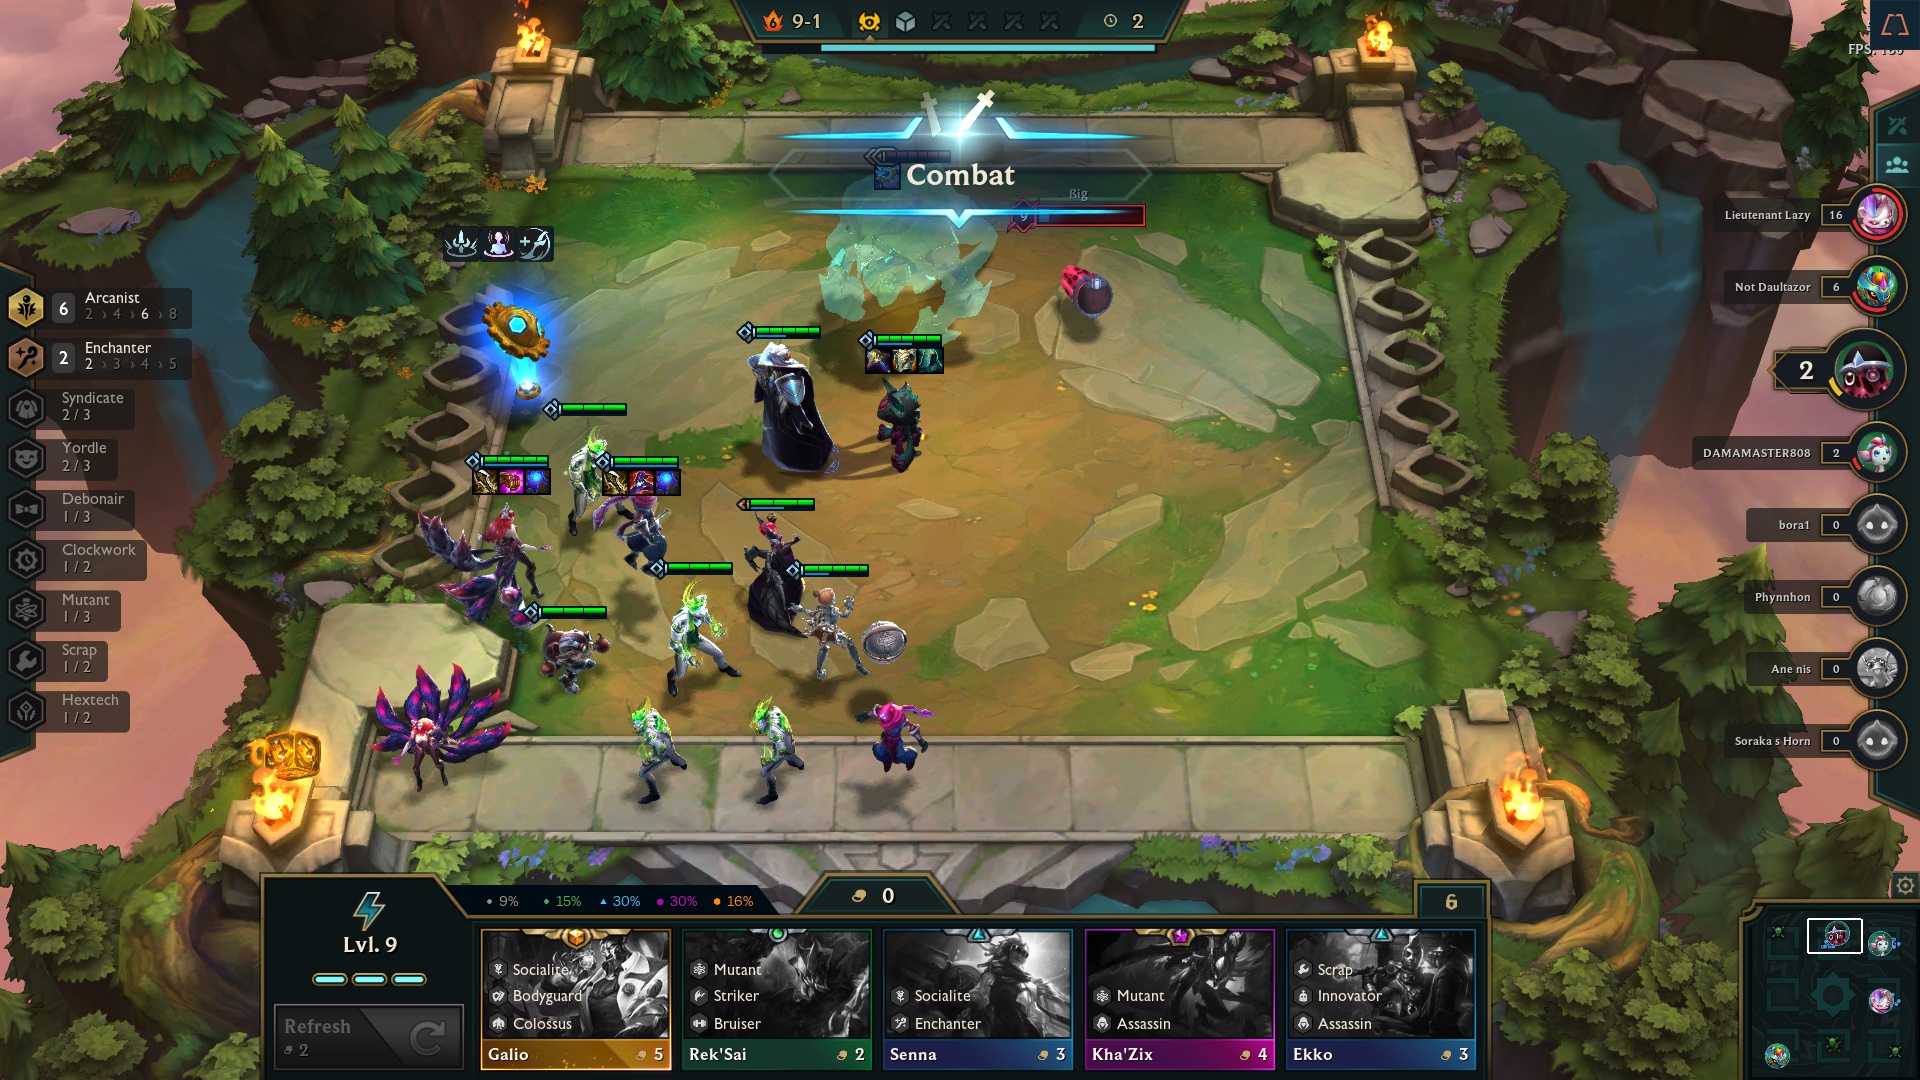 9-1
2
FPS:
Combat
ßig
9
6
Arcanist
2 › 4 › 6 › 8
2
Enchanter
2 › 3 › 4 › 5
Syndicate
2 / 3
Yordle
2 / 3
Debonair
1 / 3
Clockwork
1 / 2
Mutant
1 / 3
Scrap
1 / 2
Hextech
1 / 2
Lieutenant Lazy 16
Not Daultazor 6
2
DAMAMASTER808 2
bora1 0
Phynnhon 0
Ane nis 0
Soraka s Horn 0
Lvl. 9
9% 15% 30% 30% 16%
0
6
Refresh
2
Socialite
Bodyguard
Colossus
Galio 5
Mutant
Striker
Bruiser
Rek'Sai 2
Socialite
Enchanter
Senna 3
Mutant
Assassin
Kha'Zix 4
Scrap
Innovator
Assassin
Ekko 3